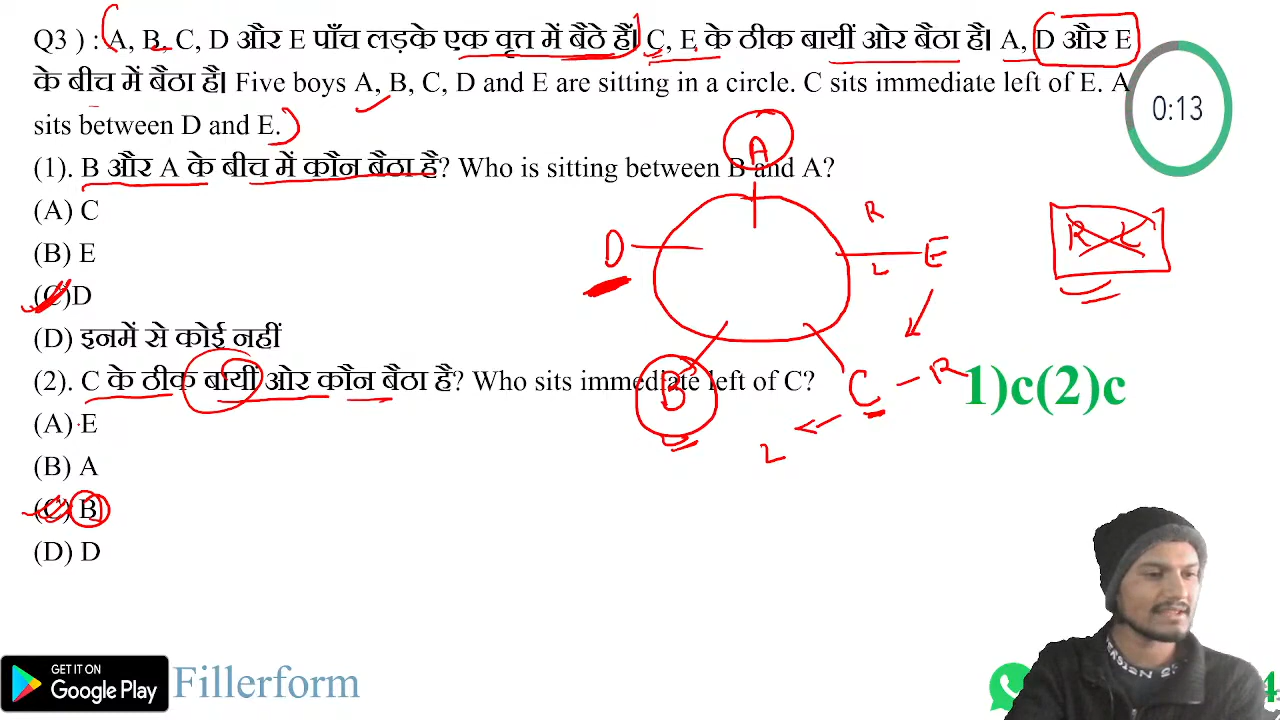 Q3 ) : A, B, C, D और E पाँच लड़के एक वृत्त में बैठे हैं। C, E के ठीक बायीं ओर बैठा है। A, D और E
के बीच में बैठा है। Five boys A, B, C, D and E are sitting in a circle. C sits immediate left of E. A
sits between D and E.
(1). B और A के बीच में कौन बैठा है? Who is sitting between B and A?
(A) C
(B) E
(C)D
(D) इनमें से कोई नहीं
(2). C के ठीक बायीं ओर कौन बैठा है? Who sits immediate left of C?
(A) E
(B) A
(C) B
(D) D
0:13
A
D
R
E
L
R L
B
C
R
L
1)c(2)c
GET IT ON
Google Play
Fillerform
4